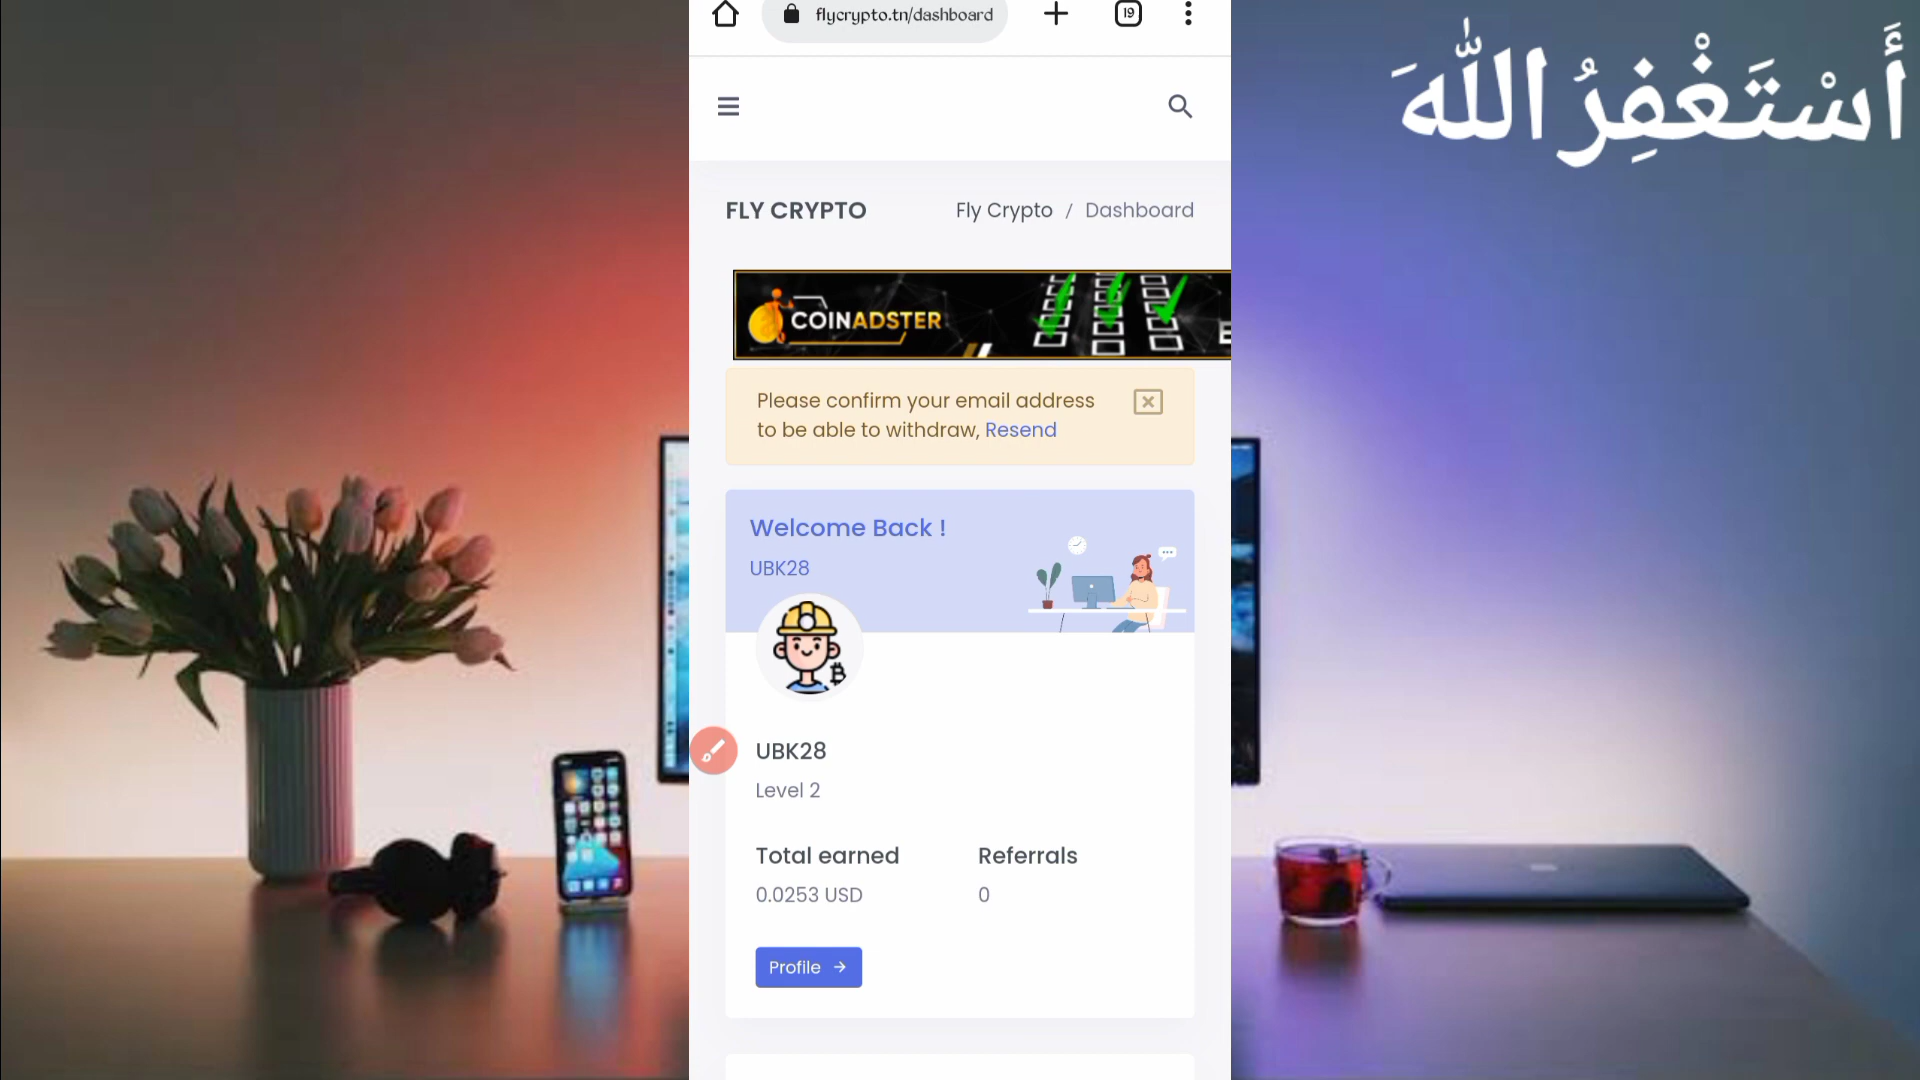 flycrypto.tn/dashboard
19
أَسْتَغْفِرُ اللّٰهَ
FLY CRYPTO
Fly Crypto / Dashboard
COINADSTER
Please confirm your email address
to be able to withdraw, Resend
Welcome Back !
UBK28
UBK28
Level 2
Total earned
Referrals
0.0253 USD
0
Profile →